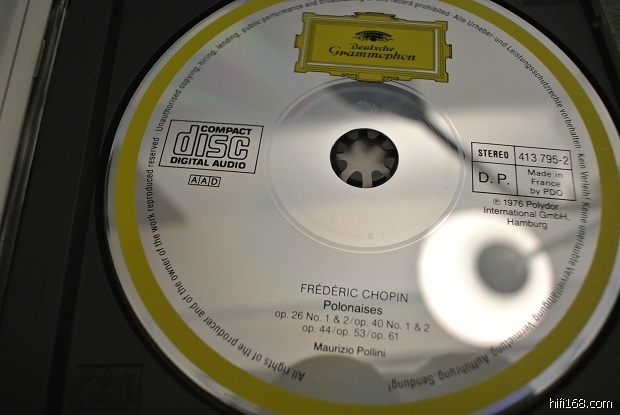 Deutsche
Grammophon
COMPACT
disc
DIGITAL AUDIO
AAD
STEREO 413 795-2
D.P. Made in
France
by PDO
℗ 1976 Polydor
International GmbH,
Hamburg
FRÉDÉRIC CHOPIN
Polonaises
op. 26 No. 1 & 2/op. 40 No. 1 & 2
op. 44/op. 53/op. 61
Maurizio Pollini
All rights of the producer and of the owner of the work reproduced reserved. Unauthorised copying, hiring, lending, public performance and broadcasting of this record prohibited. Alle Urheber- und Leistungsschutzrechte vorbehalten. Kein Verleih! Keine unerlaubte Vervielfältigung, Vermietung, Aufführung, Sendung!
hifi168.com